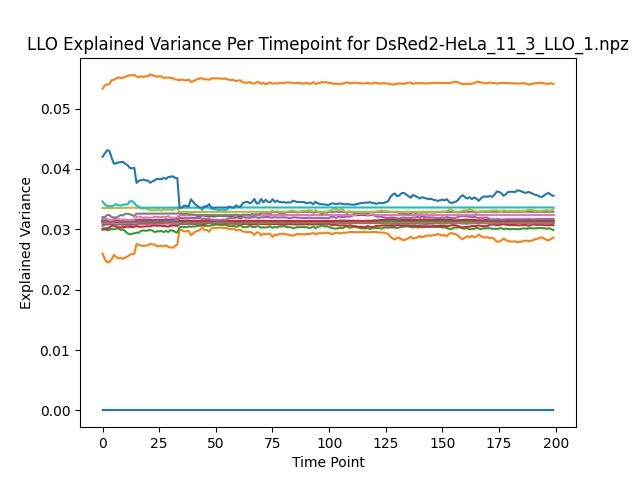 LLO Explained Variance Per Timepoint for DsRed2-HeLa_11_3_LLO_1.npz
0.05
0.04
0.03
0.02
0.01
0.00
Explained Variance
0 25 50 75 100 125 150 175 200
Time Point